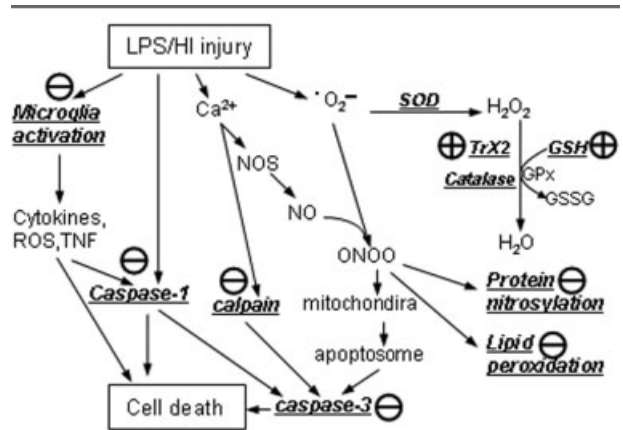 LPS/HI injury
Microglia
activation
Ca²⁺
·O₂⁻
SOD
H₂O₂
TrX2
GSH
Catalase
GPx
GSSG
NOS
NO
H₂O
Cytokines,
ROS,TNF
ONOO
Caspase-1
calpain
mitochondira
Protein
nitrosylation
Lipid
peroxidation
apoptosome
Cell death
caspase-3